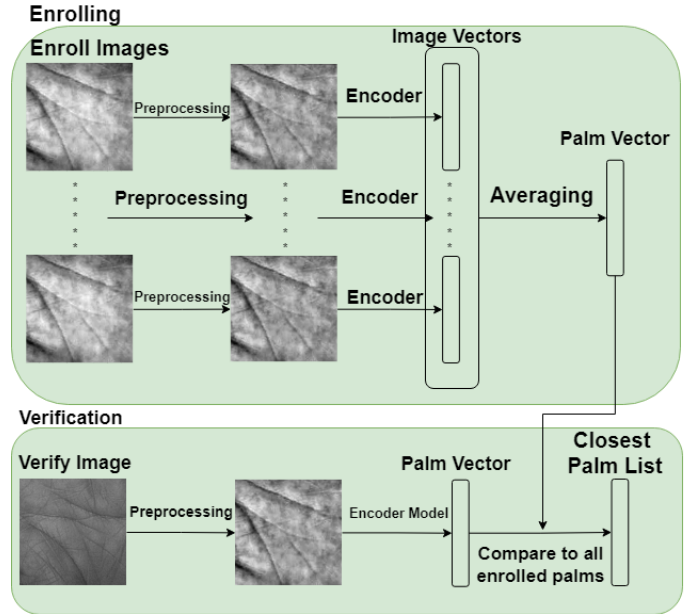 Enrolling
Enroll Images
Image Vectors
Preprocessing
Encoder
Palm Vector
Preprocessing
Encoder
Averaging
Preprocessing
Encoder
Verification
Verify Image
Palm Vector
Closest
Palm List
Preprocessing
Encoder Model
Compare to all
enrolled palms